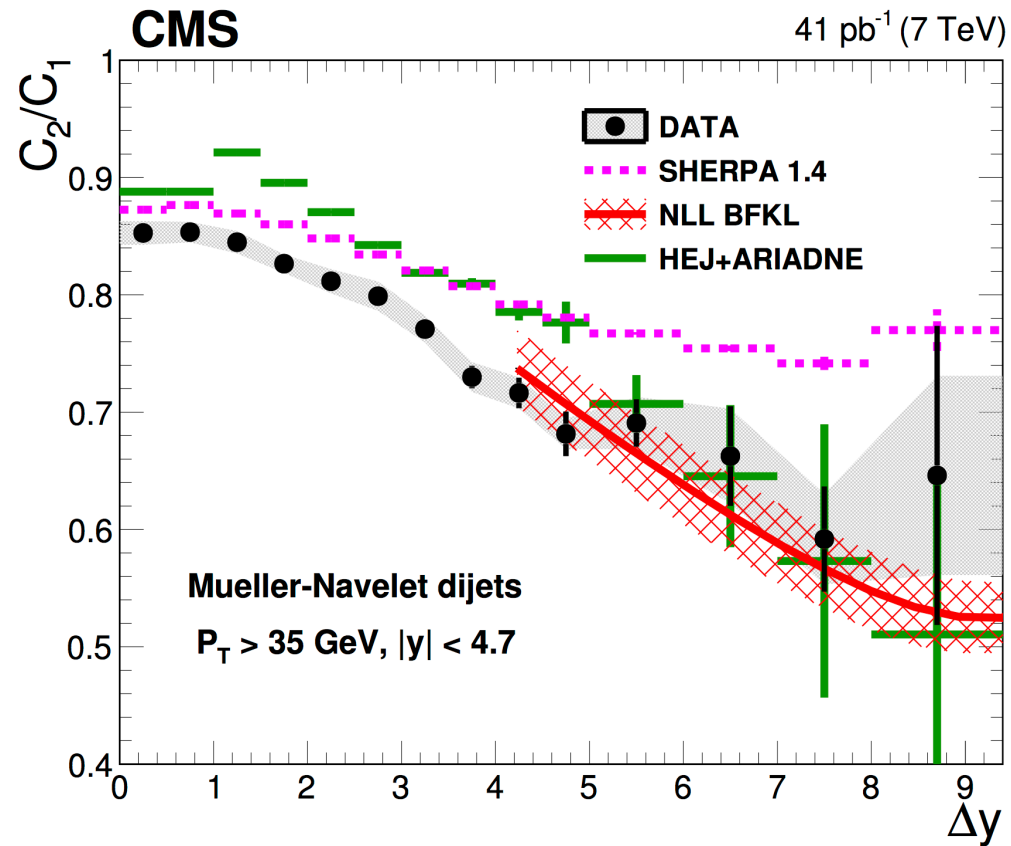 CMS
41 pb⁻¹ (7 TeV)
C₂/C₁
1
0.9
0.8
0.7
0.6
0.5
0.4
DATA
SHERPA 1.4
NLL BFKL
HEJ+ARIADNE
Mueller-Navelet dijets
P_T > 35 GeV, |y| < 4.7
0 1 2 3 4 5 6 7 8 9
Δy